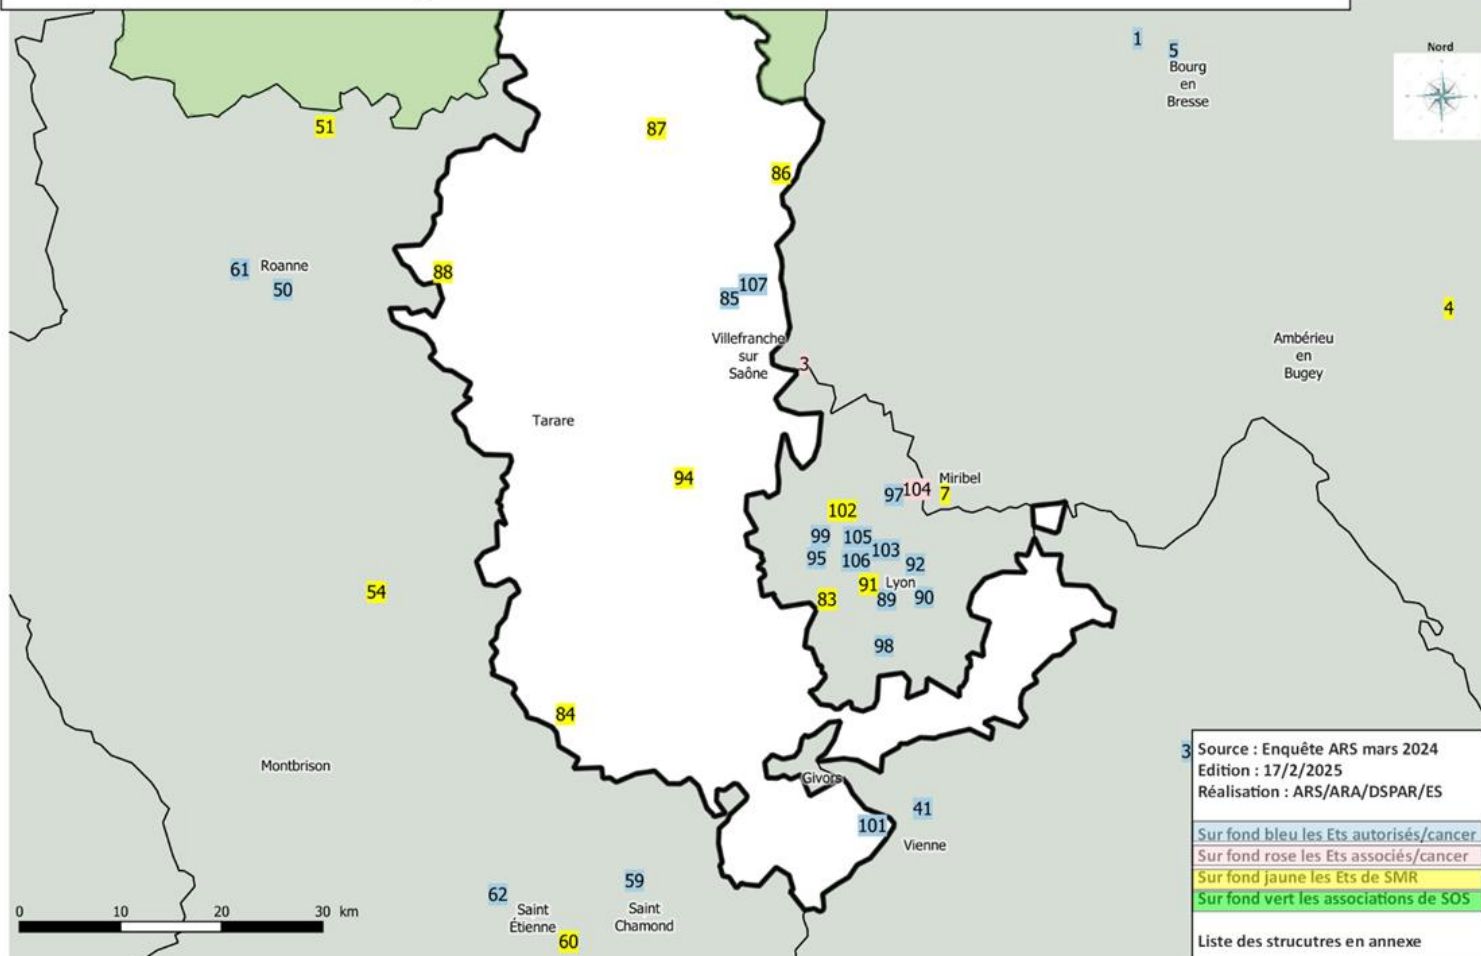 1
5
Nord
Bourg
en
Bresse
51
87
86
61
Roanne
50
88
107
85
4
Villefranche
sur
Saône
3
Ambérieu
en
Bugey
Tarare
94
Miribel
97
104
7
102
99
105
103
95
106
92
91
Lyon
83
89
90
54
98
84
Montbrison
Givors
3
41
101
Vienne
62
59
Saint
Étienne
Saint
Chamond
60
0 10 20 30 km
Source : Enquête ARS mars 2024
Edition : 17/2/2025
Réalisation : ARS/ARA/DSPAR/ES
Sur fond bleu les Ets autorisés/cancer
Sur fond rose les Ets associés/cancer
Sur fond jaune les Ets de SMR
Sur fond vert les associations de SOS
Liste des strucutres en annexe